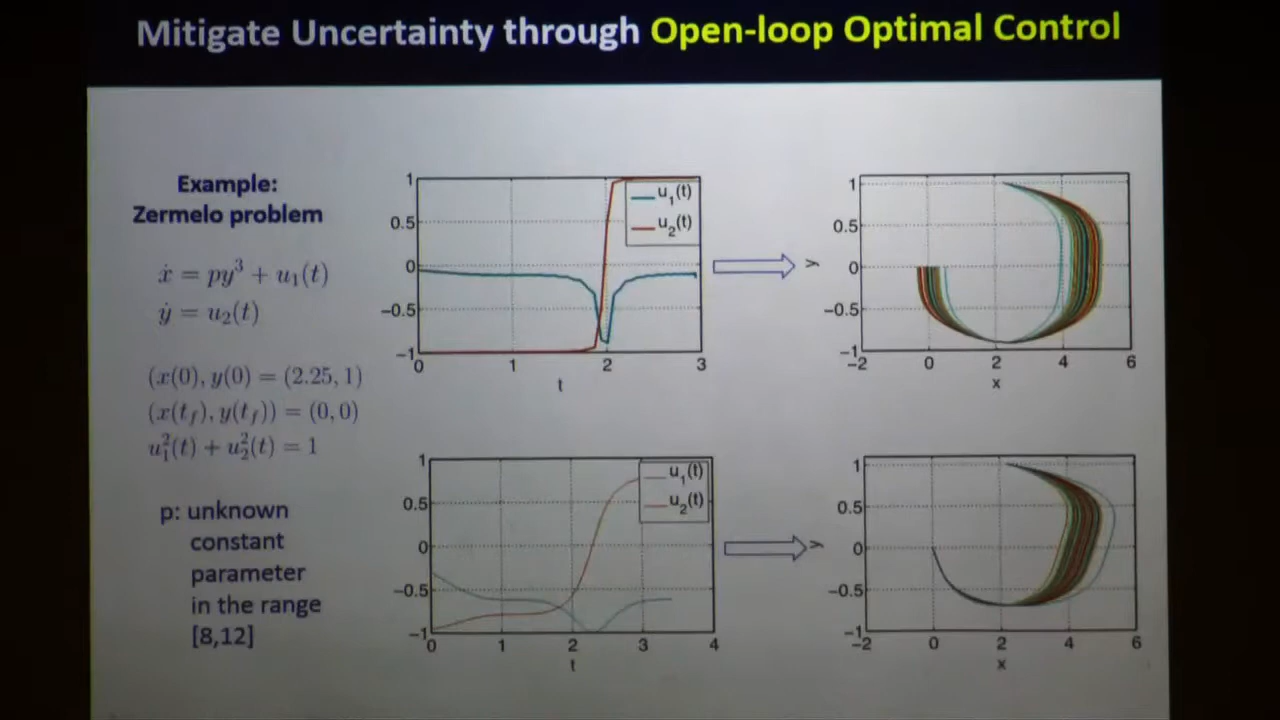 Mitigate Uncertainty through Open-loop Optimal Control
Example:
Zermelo problem
ẋ = py³ + u₁(t)
ẏ = u₂(t)
(x(0), y(0) = (2.25, 1)
(x(t_f), y(t_f)) = (0, 0)
u₁²(t) + u₂²(t) = 1
p: unknown
constant
parameter
in the range
[8,12]
1
0.5
0
−0.5
−1
0 1 2 3
t
u₁(t)
u₂(t)
1
0.5
0
−0.5
−1
−2 0 2 4 6
x
y
1
0.5
0
−0.5
−1
0 1 2 3 4
t
u₁(t)
u₂(t)
1
0.5
0
−0.5
−1
−2 0 2 4 6
x
y